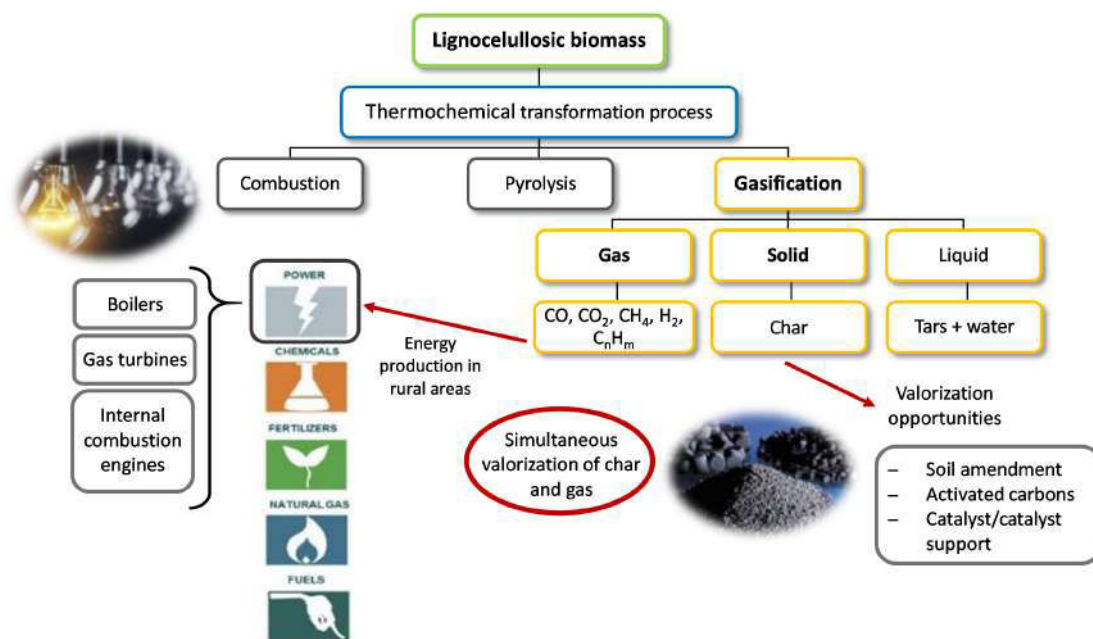 Lignocelullosic biomass
Thermochemical transformation process
Combustion
Pyrolysis
Gasification
Gas
Solid
Liquid
CO, CO₂, CH₄, H₂,
CₙHₘ
Char
Tars + water
Boilers
Gas turbines
Internal
combustion
engines
POWER
CHEMICALS
FERTILIZERS
NATURAL GAS
FUELS
Energy
production in
rural areas
Simultaneous
valorization of char
and gas
Valorization
opportunities
– Soil amendment
– Activated carbons
– Catalyst/catalyst
support